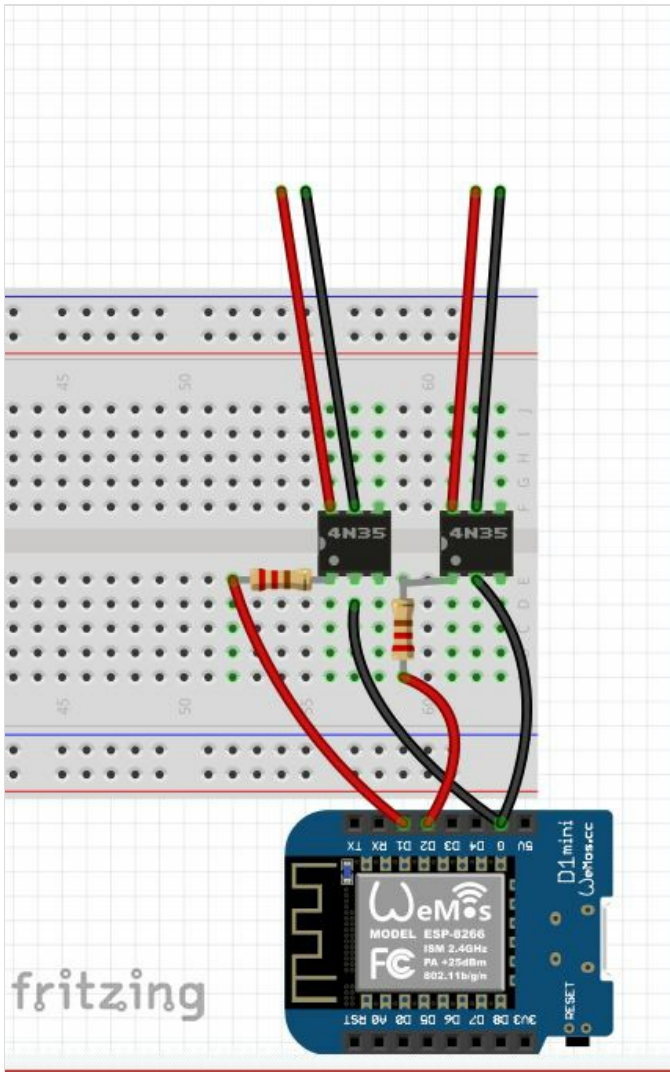 45
50
55
60
J
I
H
G
F
4N35
4N35
E
D
C
45
50
55
60
TX
RX
D1
D2
D3
D4
G
5V
D1 mini
WeMos.cc
WeMos
MODEL ESP-8266
ISM 2.4GHz
PA +25dBm
802.11b/g/n
FC
RST
A0
D0
D5
D6
D7
D8
3V3
RESET
fritzing